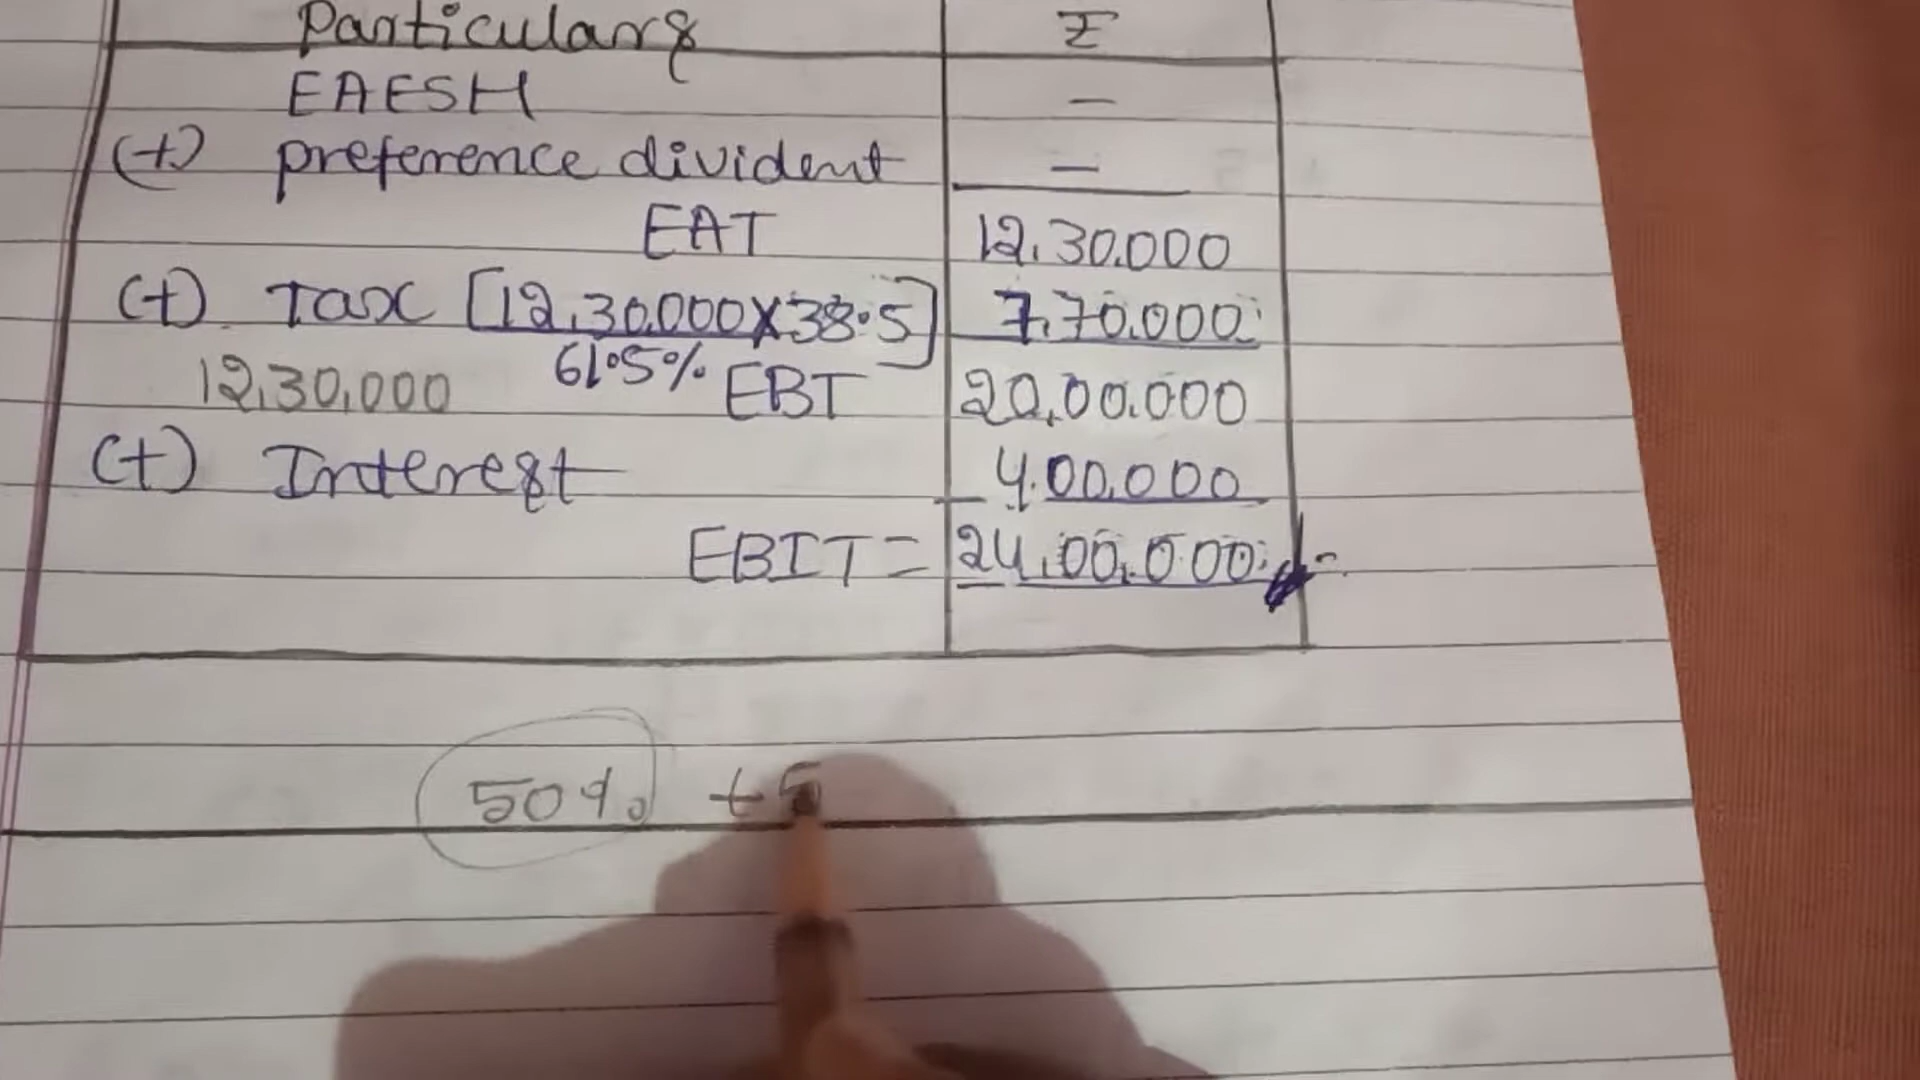 Particulars ₹
EAESH —
(+) preference divident —
EAT 12,30.000
(+) Tax [12,30.000×38.5] 7,70.000
61.5%
12,30,000 EBT 20,00.000
(+) Interest 4.00,000
EBIT = 24,00,000
50% +5